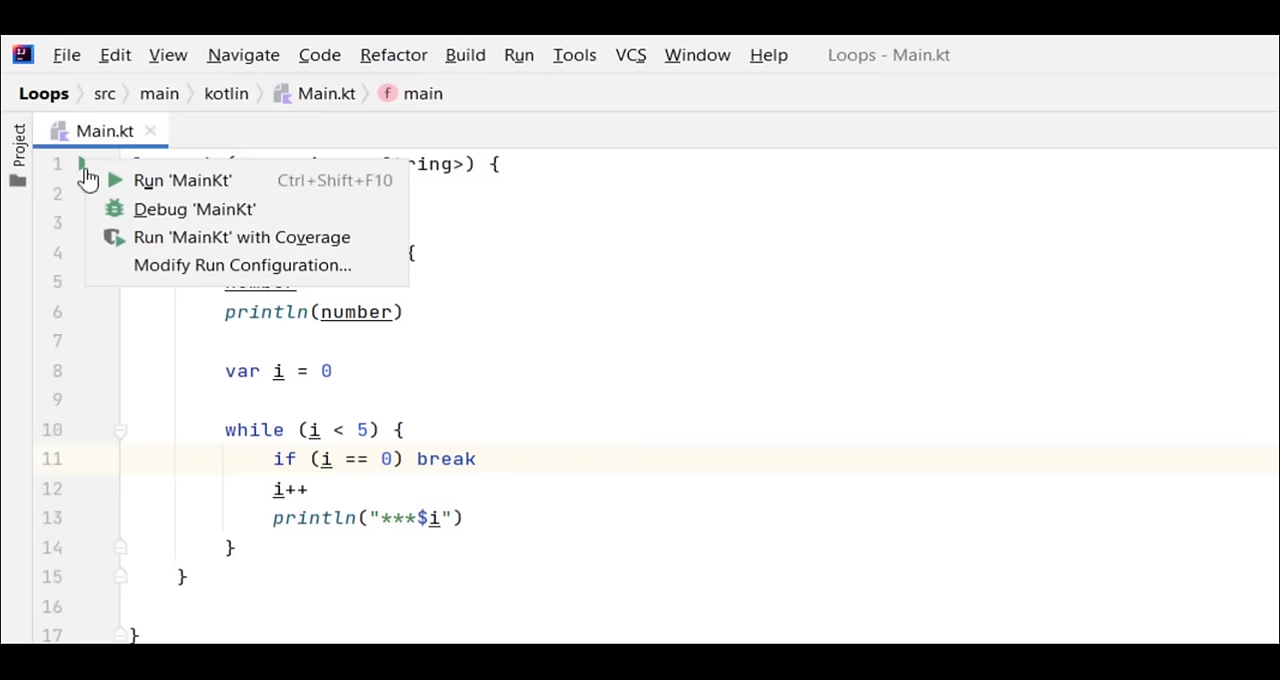 File Edit View Navigate Code Refactor Build Run Tools VCS Window Help Loops - Main.kt
Loops src main kotlin Main.kt f main
Project
Main.kt
1 ing>) {
Run 'MainKt' Ctrl+Shift+F10
2
Debug 'MainKt'
3
Run 'MainKt' with Coverage
4 {
Modify Run Configuration...
5
6 println(number)
7
8 var i = 0
9
10 while (i < 5) {
11 if (i == 0) break
12 i++
13 println("***$i")
14 }
15 }
16
17 }